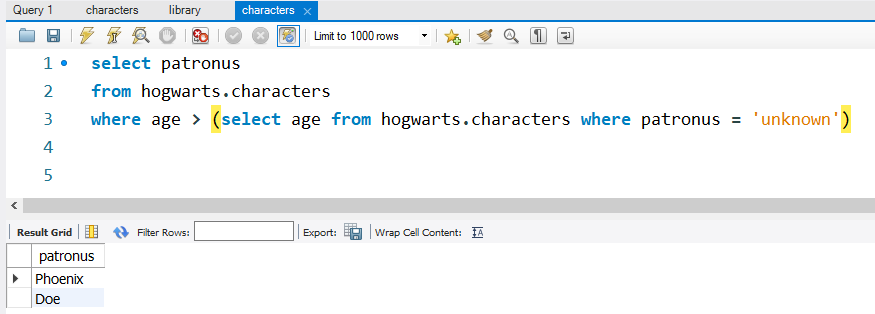 Query 1 characters library characters
Limit to 1000 rows
1 select patronus
2 from hogwarts.characters
3 where age > (select age from hogwarts.characters where patronus = 'unknown')
4
5
Result Grid Filter Rows: Export: Wrap Cell Content:
patronus
Phoenix
Doe